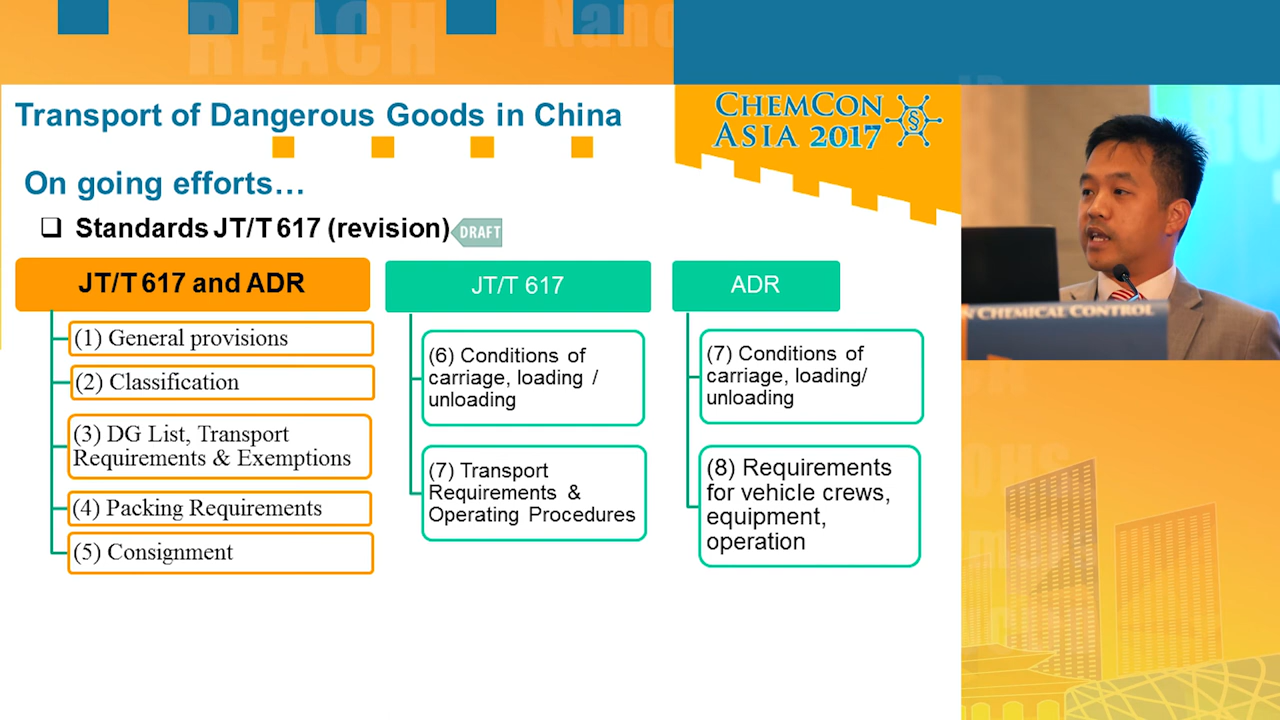 REACH
Nano
Transport of Dangerous Goods in China
CHEMCON
ASIA 2017
§
On going efforts…
❑ Standards JT/T 617 (revision)
DRAFT
JT/T 617 and ADR
(1) General provisions
(2) Classification
(3) DG List, Transport
Requirements & Exemptions
(4) Packing Requirements
(5) Consignment
JT/T 617
(6) Conditions of
carriage, loading /
unloading
(7) Transport
Requirements &
Operating Procedures
ADR
(7) Conditions of
carriage, loading/
unloading
(8) Requirements
for vehicle crews,
equipment,
operation
N CHEMICAL CONTROL